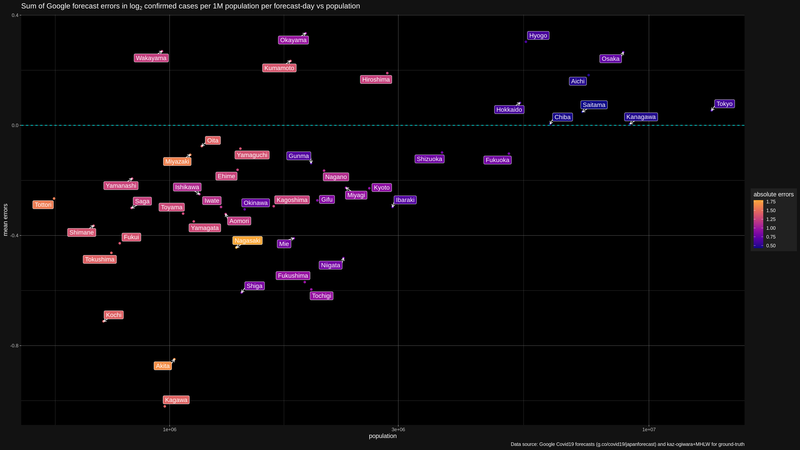 Sum of Google forecast errors in log2 confirmed cases per 1M population per forecast-day vs population
0.4
Hyogo
Okayama
Wakayama
Osaka
Kumamoto
Hiroshima
Aichi
Hokkaido
Saitama
Tokyo
Chiba
Kanagawa
0.0
Oita
Yamaguchi
Gunma
Miyazaki
Shizuoka
Fukuoka
Ehime
Nagano
Yamanashi
Ishikawa
Kyoto
Miyagi
Tottori
Saga
Toyama
Iwate
Okinawa
Kagoshima
Gifu
Ibaraki
Aomori
Shimane
Yamagata
Fukui
-0.4
Nagasaki
Mie
Tokushima
Niigata
Fukushima
Shiga
Tochigi
Kochi
-0.8
Akita
Kagawa
mean errors
1e+06
3e+06
1e+07
population
absolute errors
1.75
1.50
1.25
1.00
0.75
0.50
Data source: Google Covid19 forecasts (g.co/covid19/japanforecast) and kaz-ogiwara+MHLW for ground-truth